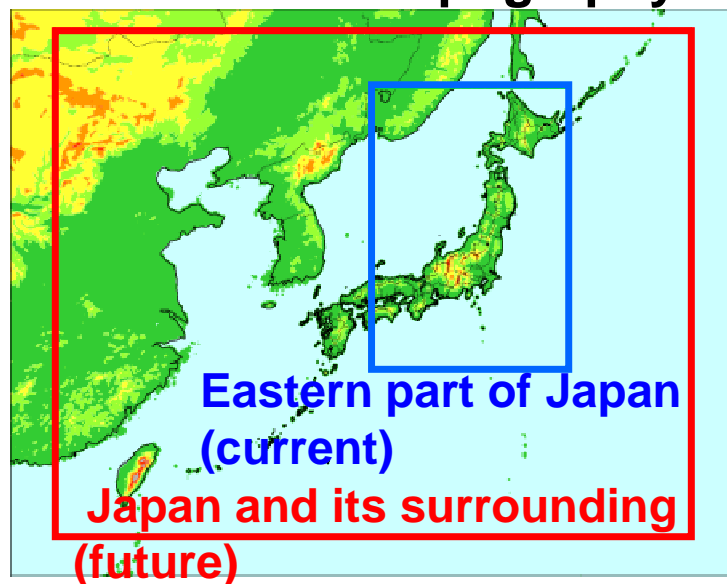 Eastern part of Japan
(current)
Japan and its surrounding
(future)